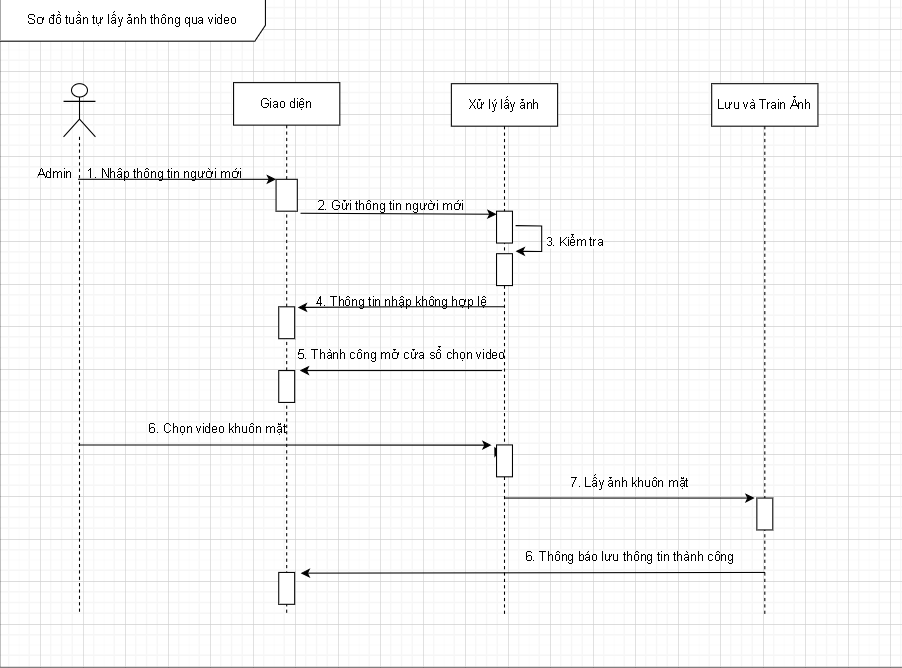 Sơ đồ tuần tự lấy ảnh thông qua video
Giao diện
Xử lý lấy ảnh
Lưu và Train Ảnh
Admin
1. Nhập thông tin người mới
2. Gửi thông tin người mới
3. Kiểm tra
4. Thông tin nhập không hợp lệ
5. Thành công mở cửa sổ chọn video
6. Chọn video khuôn mặt
7. Lấy ảnh khuôn mặt
6. Thông báo lưu thông tin thành công